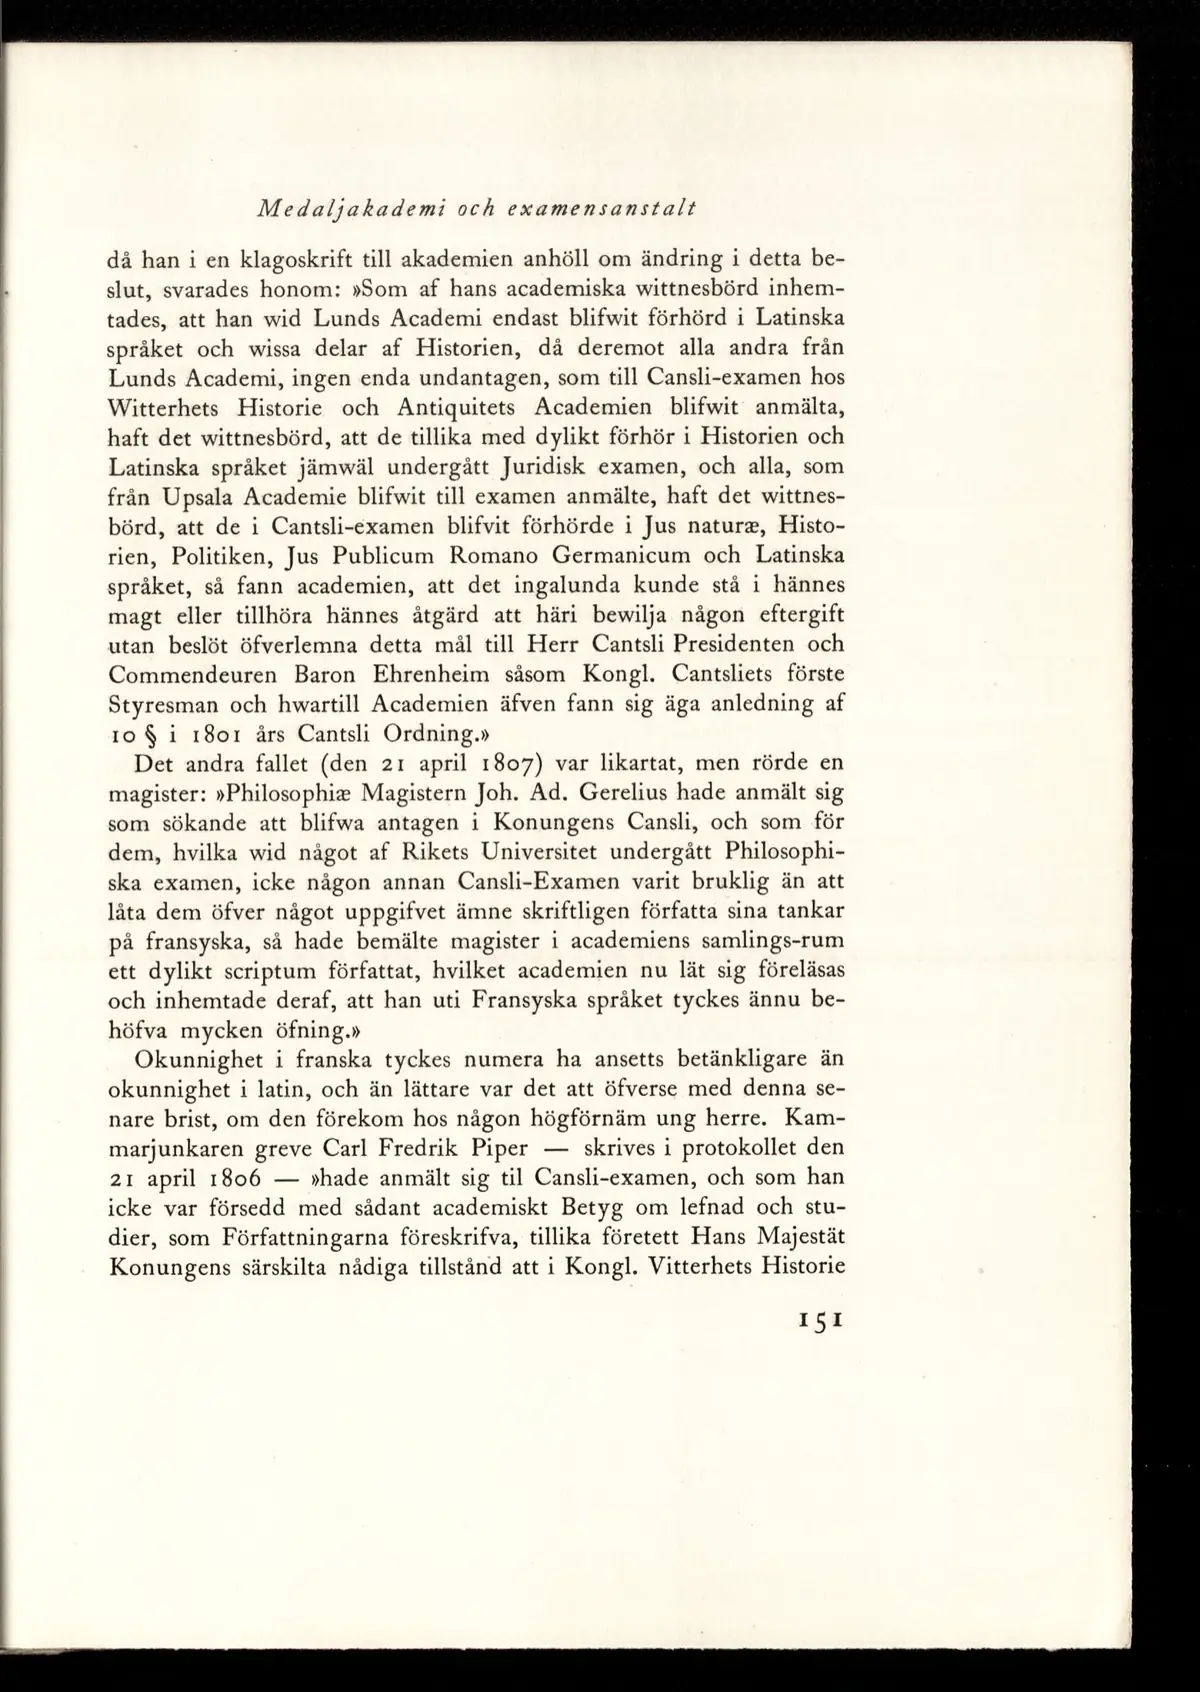 Medaljakademi och examensanstalt
då han i en klagoskrift till akademien anhöll om ändring i detta be-
slut, svarades honom: »Som af hans academiska wittnesbörd inhem-
tades, att han wid Lunds Academi endast blifwit förhörd i Latinska
språket och wissa delar af Historien, då deremot alla andra från
Lunds Academi, ingen enda undantagen, som till Cansli-examen hos
Witterhets Historie och Antiquitets Academien blifwit anmälta,
haft det wittnesbörd, att de tillika med dylikt förhör i Historien och
Latinska språket jämwäl undergått Juridisk examen, och alla, som
från Upsala Academie blifwit till examen anmälte, haft det wittnes-
börd, att de i Cantsli-examen blifvit förhörde i Jus naturæ, Histo-
rien, Politiken, Jus Publicum Romano Germanicum och Latinska
språket, så fann academien, att det ingalunda kunde stå i hännes
magt eller tillhöra hännes åtgärd att häri bewilja någon eftergift
utan beslöt öfverlemna detta mål till Herr Cantsli Presidenten och
Commendeuren Baron Ehrenheim såsom Kongl. Cantsliets förste
Styresman och hwartill Academien äfven fann sig äga anledning af
10 § i 1801 års Cantsli Ordning.»
Det andra fallet (den 21 april 1807) var likartat, men rörde en
magister: »Philosophiæ Magistern Joh. Ad. Gerelius hade anmält sig
som sökande att blifwa antagen i Konungens Cansli, och som för
dem, hvilka wid något af Rikets Universitet undergått Philosophi-
ska examen, icke någon annan Cansli-Examen varit bruklig än att
låta dem öfver något uppgifvet ämne skriftligen författa sina tankar
på fransyska, så hade bemälte magister i academiens samlings-rum
ett dylikt scriptum författat, hvilket academien nu lät sig föreläsas
och inhemtade deraf, att han uti Fransyska språket tyckes ännu be-
höfva mycken öfning.»
Okunnighet i franska tyckes numera ha ansetts betänkligare än
okunnighet i latin, och än lättare var det att öfverse med denna se-
nare brist, om den förekom hos någon högförnäm ung herre. Kam-
marjunkaren greve Carl Fredrik Piper — skrives i protokollet den
21 april 1806 — »hade anmält sig til Cansli-examen, och som han
icke var försedd med sådant academiskt Betyg om lefnad och stu-
dier, som Författningarna föreskrifva, tillika företett Hans Majestät
Konungens särskilta nådiga tillstånd att i Kongl. Vitterhets Historie
151